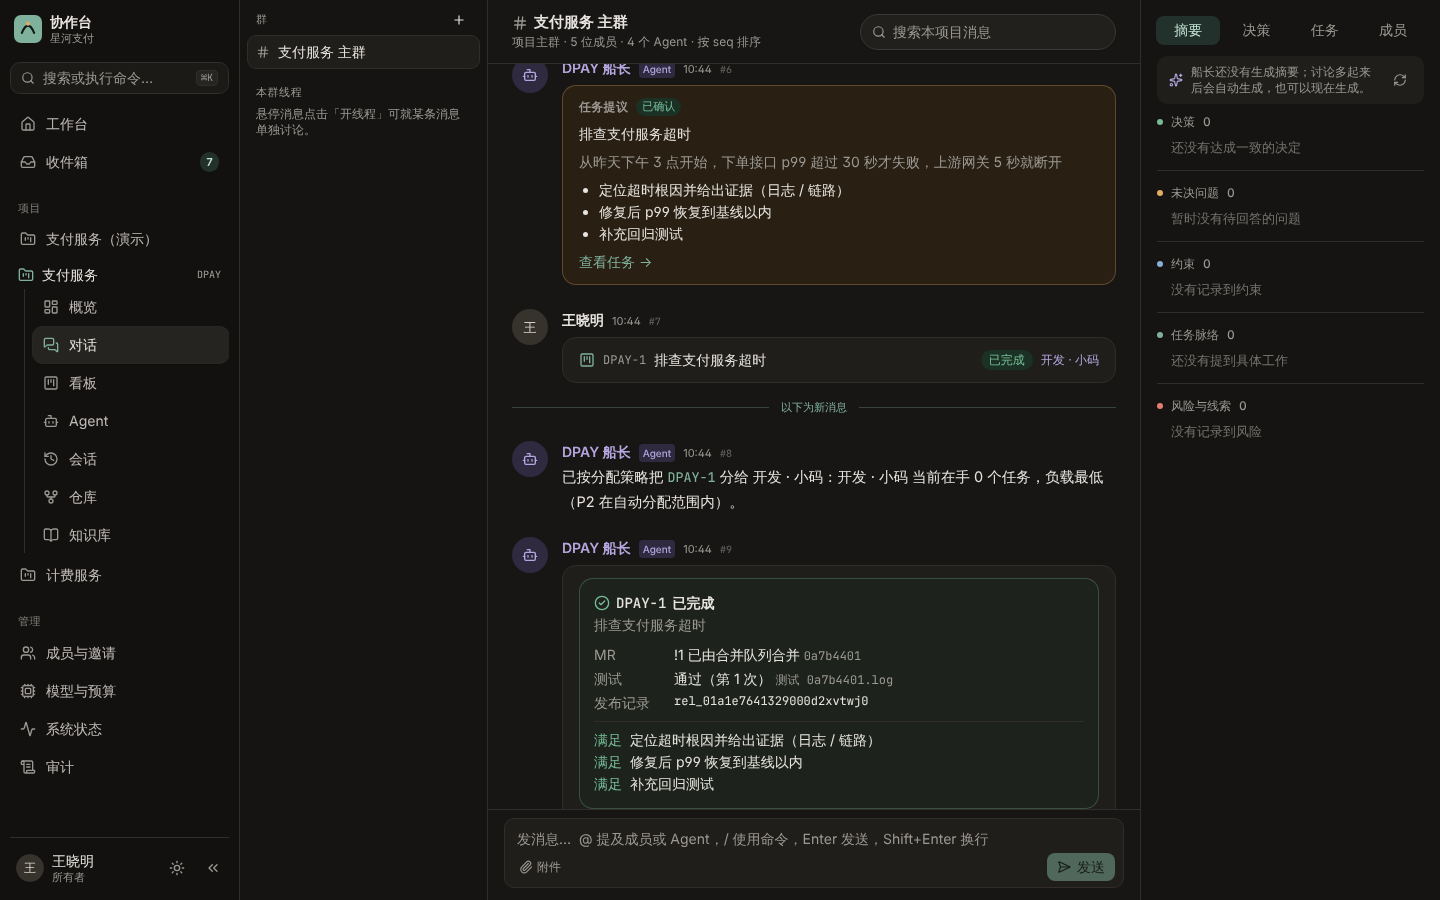 协作台
星河支付
搜索或执行命令...
⌘K
工作台
收件箱
7
项目
支付服务（演示）
支付服务
DPAY
概览
对话
看板
Agent
会话
仓库
知识库
计费服务
管理
成员与邀请
模型与预算
系统状态
审计
王
王晓明
所有者
群
支付服务 主群
本群线程
悬停消息点击「开线程」可就某条消息
单独讨论。
支付服务 主群
项目主群 · 5 位成员 · 4 个 Agent · 按 seq 排序
搜索本项目消息
DPAY 船长 Agent 10:44 #6
任务提议 已确认
排查支付服务超时
从昨天下午 3 点开始，下单接口 p99 超过 30 秒才失败，上游网关 5 秒就断开
定位超时根因并给出证据（日志 / 链路）
修复后 p99 恢复到基线以内
补充回归测试
查看任务 →
王
王晓明 10:44 #7
DPAY-1 排查支付服务超时 已完成 开发 · 小码
以下为新消息
DPAY 船长 Agent 10:44 #8
已按分配策略把 DPAY-1 分给 开发 · 小码：开发 · 小码 当前在手 0 个任务，负载最低
（P2 在自动分配范围内）。
DPAY 船长 Agent 10:44 #9
DPAY-1 已完成
排查支付服务超时
MR !1 已由合并队列合并 0a7b4401
测试 通过（第 1 次） 测试 0a7b4401.log
发布记录 rel_01a1e7641329000d2xvtwj0
满足 定位超时根因并给出证据（日志 / 链路）
满足 修复后 p99 恢复到基线以内
满足 补充回归测试
发消息... @ 提及成员或 Agent，/ 使用命令，Enter 发送，Shift+Enter 换行
附件
发送
摘要 决策 任务 成员
船长还没有生成摘要；讨论多起来
后会自动生成，也可以现在生成。
决策 0
还没有达成一致的决定
未决问题 0
暂时没有待回答的问题
约束 0
没有记录到约束
任务脉络 0
还没有提到具体工作
风险与线索 0
没有记录到风险